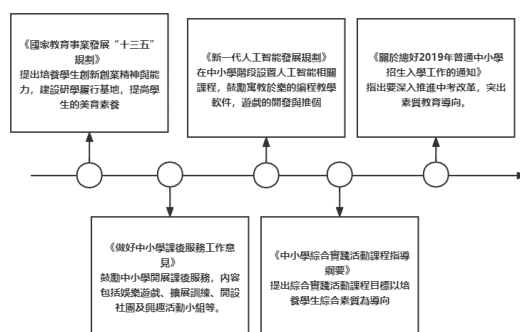 《國家教育事業發展“十三五”
規劃》
提出培養學生創新創業精神與能
力，建設研學履行基地，提高學
生的美育素養
《新一代人工智能發展規劃》
在中小學階段設置人工智能相關
課程，鼓勵寓教於樂的编程教學
軟件，遊戲的開發與推個
《關於總好2019年普通中小學
招生入學工作的通知》
指出要深入推進中考改革，突出
素質教育導向。
《做好中小學課後服務工作意
見》
鼓勵中小學開展課後服務，内容
包括娛樂遊戲、擴展訓練、開設
社團及興趣活動小組等。
《中小學綜合實踐活動課程指導
綱要》
提出綜合實踐活動課程目標以培
養學生綜合素質為導向